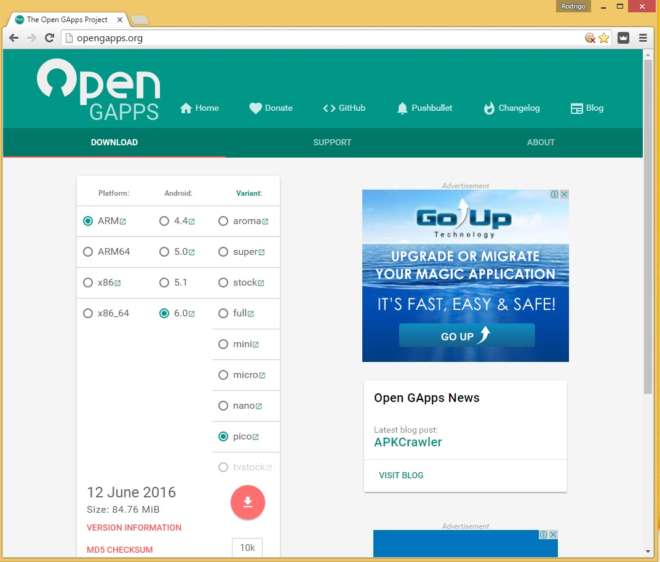 Rodrigo
The Open GApps Project
opengapps.org
Open
GAPPS
Home
Donate
GitHub
Pushbullet
Changelog
Blog
DOWNLOAD
SUPPORT
ABOUT
Platform: Android: Variant:
ARM 4.4 aroma
ARM64 5.0 super
x86 5.1 stock
x86_64 6.0 full
mini
micro
nano
pico
tvstock
12 June 2016
Size: 84.76 MiB
VERSION INFORMATION
MD5 CHECKSUM
10k
Advertisement
Go Up
Technology
UPGRADE OR MIGRATE
YOUR MAGIC APPLICATION
IT'S FAST, EASY & SAFE!
GO UP
Open GApps News
Latest blog post:
APKCrawler
VISIT BLOG
Advertisement